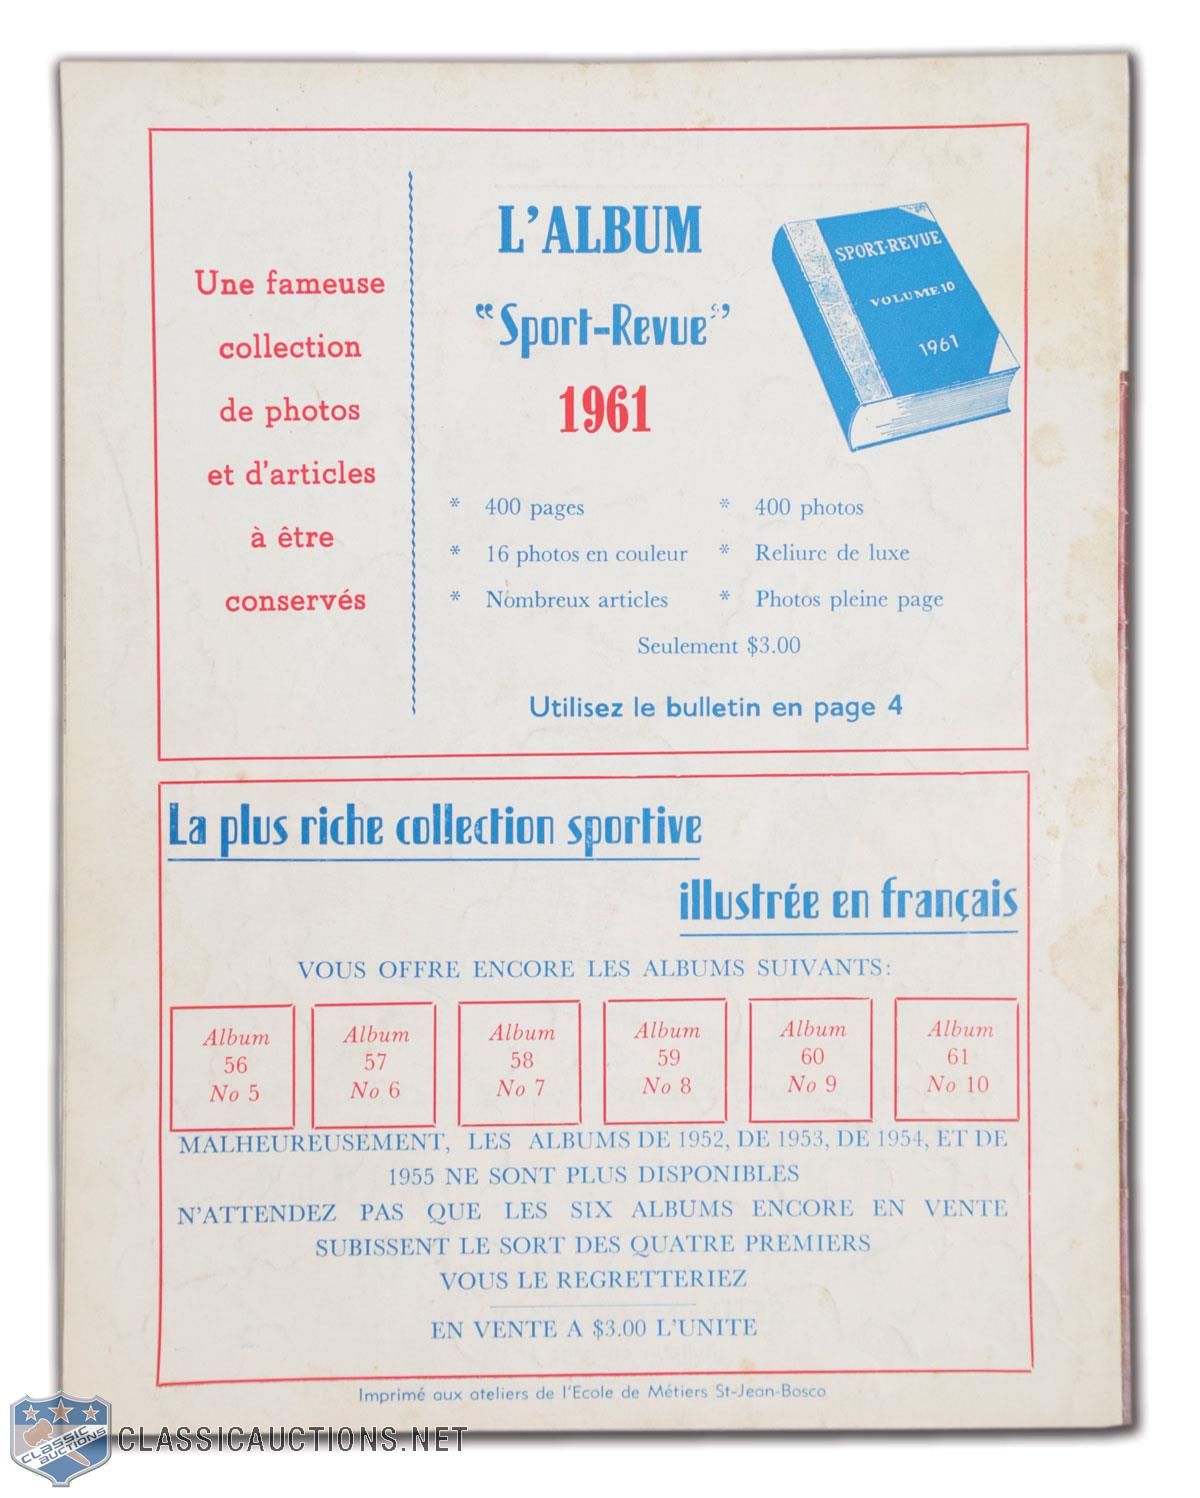 Une fameuse
collection
de photos
et d'articles
à être
conservés
L'ALBUM
“Sport-Revue”
1961
SPORT-REVUE
VOLUME 10
1961
* 400 pages
* 16 photos en couleur
* Nombreux articles
* 400 photos
* Reliure de luxe
* Photos pleine page
Seulement $3.00
Utilisez le bulletin en page 4
La plus riche collection sportive
illustrée en français
VOUS OFFRE ENCORE LES ALBUMS SUIVANTS:
Album
56
No 5
Album
57
No 6
Album
58
No 7
Album
59
No 8
Album
60
No 9
Album
61
No 10
MALHEUREUSEMENT, LES ALBUMS DE 1952, DE 1953, DE 1954, ET DE
1955 NE SONT PLUS DISPONIBLES
N'ATTENDEZ PAS QUE LES SIX ALBUMS ENCORE EN VENTE
SUBISSENT LE SORT DES QUATRE PREMIERS
VOUS LE REGRETTERIEZ
EN VENTE A $3.00 L'UNITE
Imprimé aux ateliers de l'Ecole de Métiers St-Jean-Bosco
CLASSIC
AUCTIONS
CLASSICAUCTIONS.NET